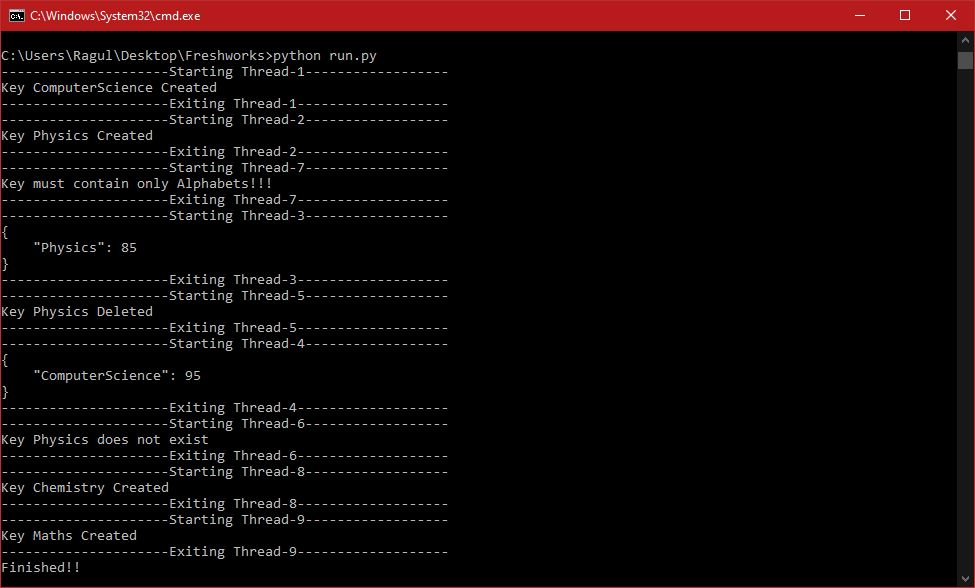 C:\Windows\System32\cmd.exe
C:\Users\Ragul\Desktop\Freshworks>python run.py
---------------------Starting Thread-1------------------
Key ComputerScience Created
---------------------Exiting Thread-1-------------------
---------------------Starting Thread-2------------------
Key Physics Created
---------------------Exiting Thread-2-------------------
---------------------Starting Thread-7------------------
Key must contain only Alphabets!!!
---------------------Exiting Thread-7-------------------
---------------------Starting Thread-3------------------
{
    "Physics": 85
}
---------------------Exiting Thread-3-------------------
---------------------Starting Thread-5------------------
Key Physics Deleted
---------------------Exiting Thread-5-------------------
---------------------Starting Thread-4------------------
{
    "ComputerScience": 95
}
---------------------Exiting Thread-4-------------------
---------------------Starting Thread-6------------------
Key Physics does not exist
---------------------Exiting Thread-6-------------------
---------------------Starting Thread-8------------------
Key Chemistry Created
---------------------Exiting Thread-8-------------------
---------------------Starting Thread-9------------------
Key Maths Created
---------------------Exiting Thread-9-------------------
Finished!!